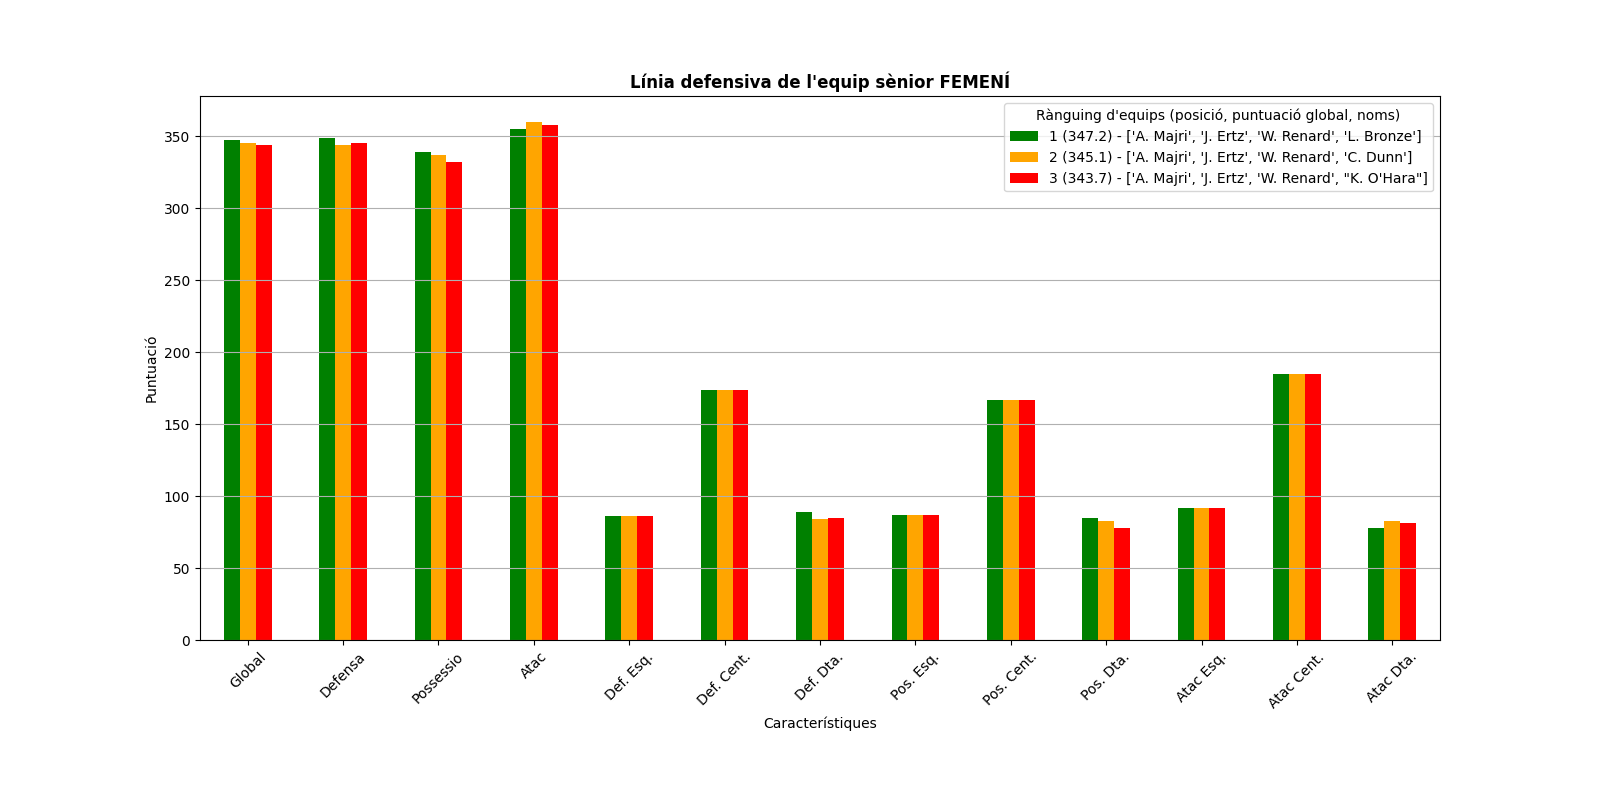 Línia defensiva de l'equip sènior FEMENÍ
Rànguing d'equips (posició, puntuació global, noms)
1 (347.2) - ['A. Majri', 'J. Ertz', 'W. Renard', 'L. Bronze']
2 (345.1) - ['A. Majri', 'J. Ertz', 'W. Renard', 'C. Dunn']
3 (343.7) - ['A. Majri', 'J. Ertz', 'W. Renard', "K. O'Hara"]
Puntuació
350
300
250
200
150
100
50
0
Global
Defensa
Possessio
Atac
Def. Esq.
Def. Cent.
Def. Dta.
Pos. Esq.
Pos. Cent.
Pos. Dta.
Atac Esq.
Atac Cent.
Atac Dta.
Característiques